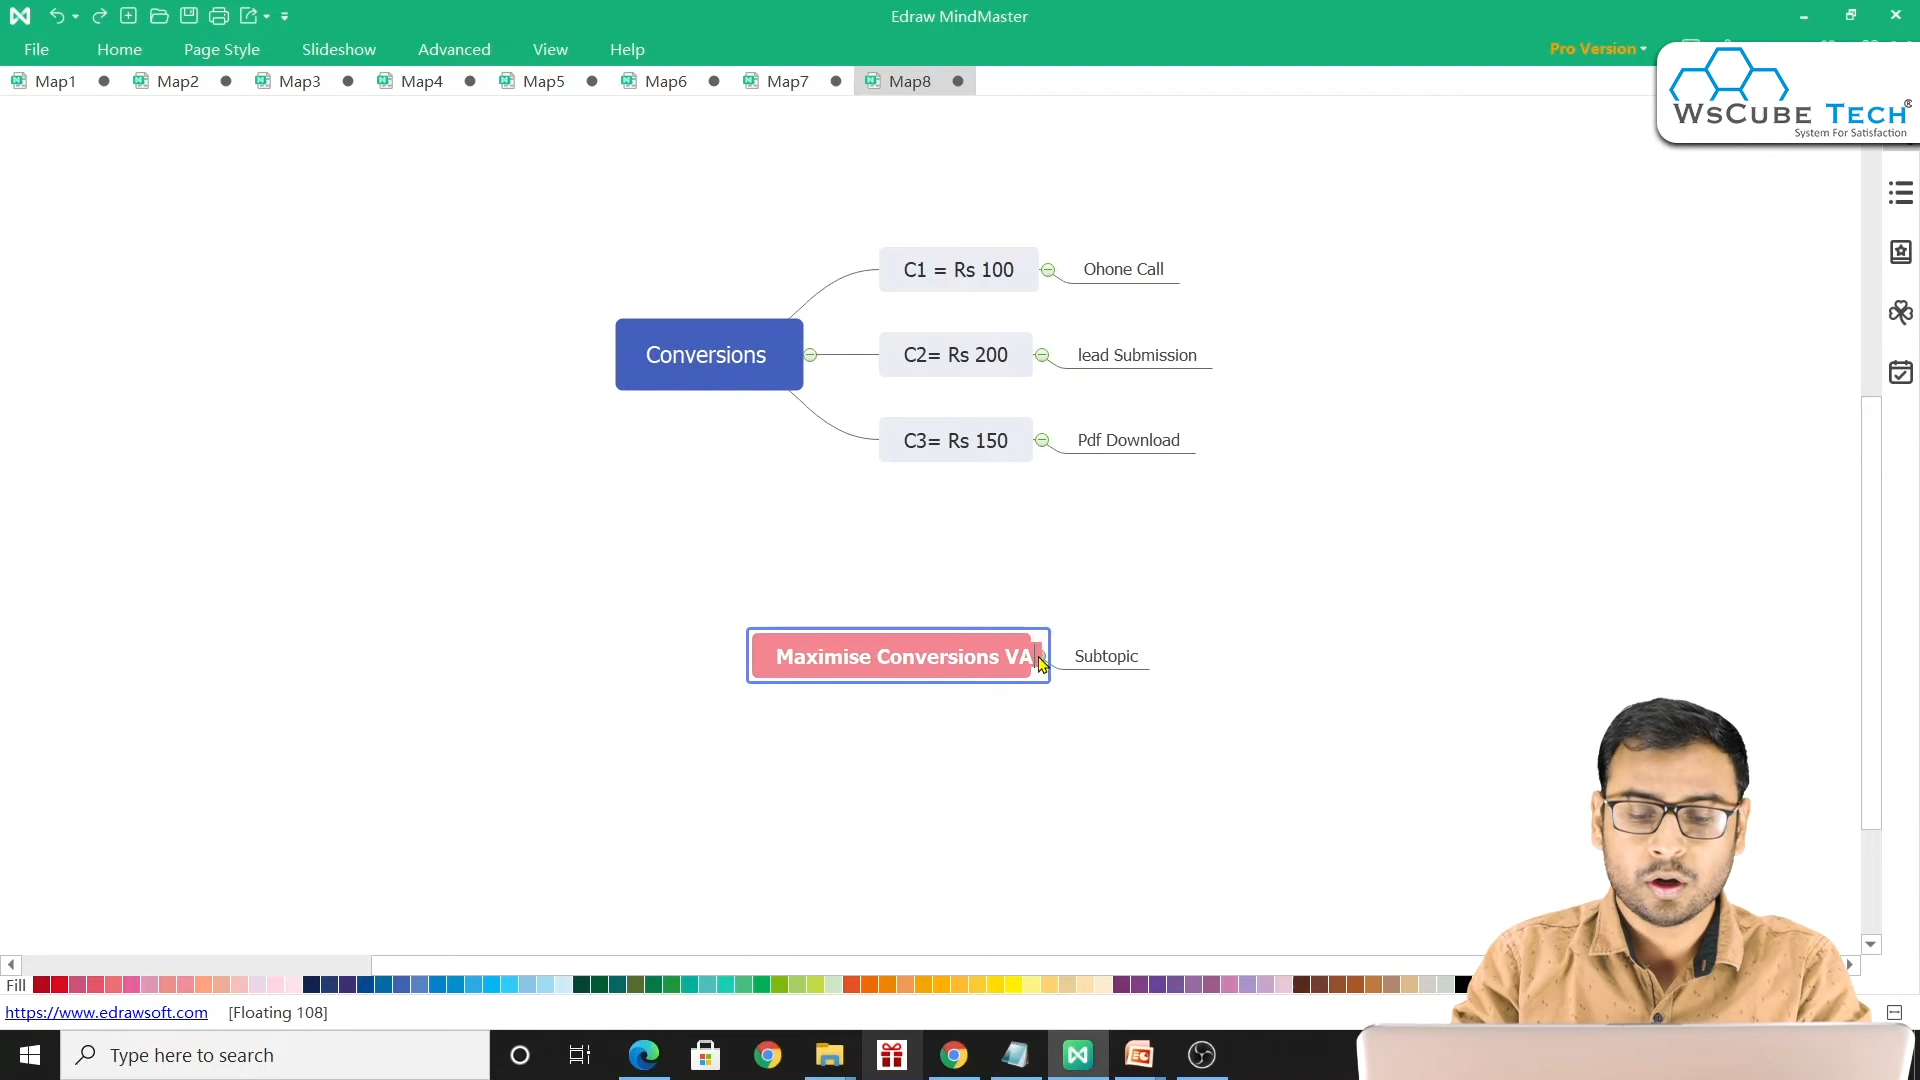 Edraw MindMaster
File Home Page Style Slideshow Advanced View Help Pro Version
Map1 Map2 Map3 Map4 Map5 Map6 Map7 Map8
WsCube Tech®
System For Satisfaction
C1 = Rs 100 Ohone Call
Conversions C2= Rs 200 lead Submission
C3= Rs 150 Pdf Download
Maximise Conversions VA Subtopic
Fill
https://www.edrawsoft.com [Floating 108]
Type here to search